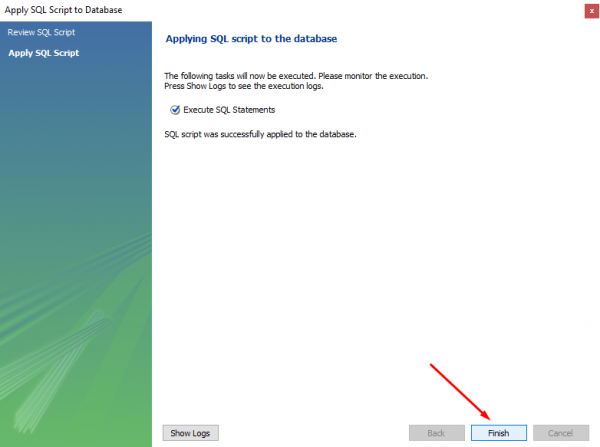 Apply SQL Script to Database
x
Review SQL Script
Apply SQL Script
Applying SQL script to the database
The following tasks will now be executed. Please monitor the execution.
Press Show Logs to see the execution logs.
Execute SQL Statements
SQL script was successfully applied to the database.
Show Logs
Back
Finish
Cancel